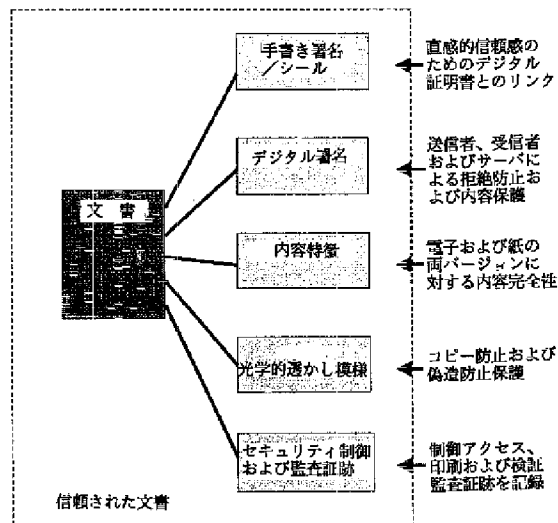 手書き署名
／シール
直感的信頼感の
ためのデジタル
証明書とのリンク
デジタル署名
送信者、受信者
およびサーバに
よる拒絶防止お
よび内容保護
文書
内容特徴
電子および紙の
両バージョンに
対する内容完全性
光学的透かし模様
コピー防止および
偽造防止保護
セキュリティ制御
および監査証跡
制御アクセス、
印刷および検証
監査証跡を記録
信頼された文書